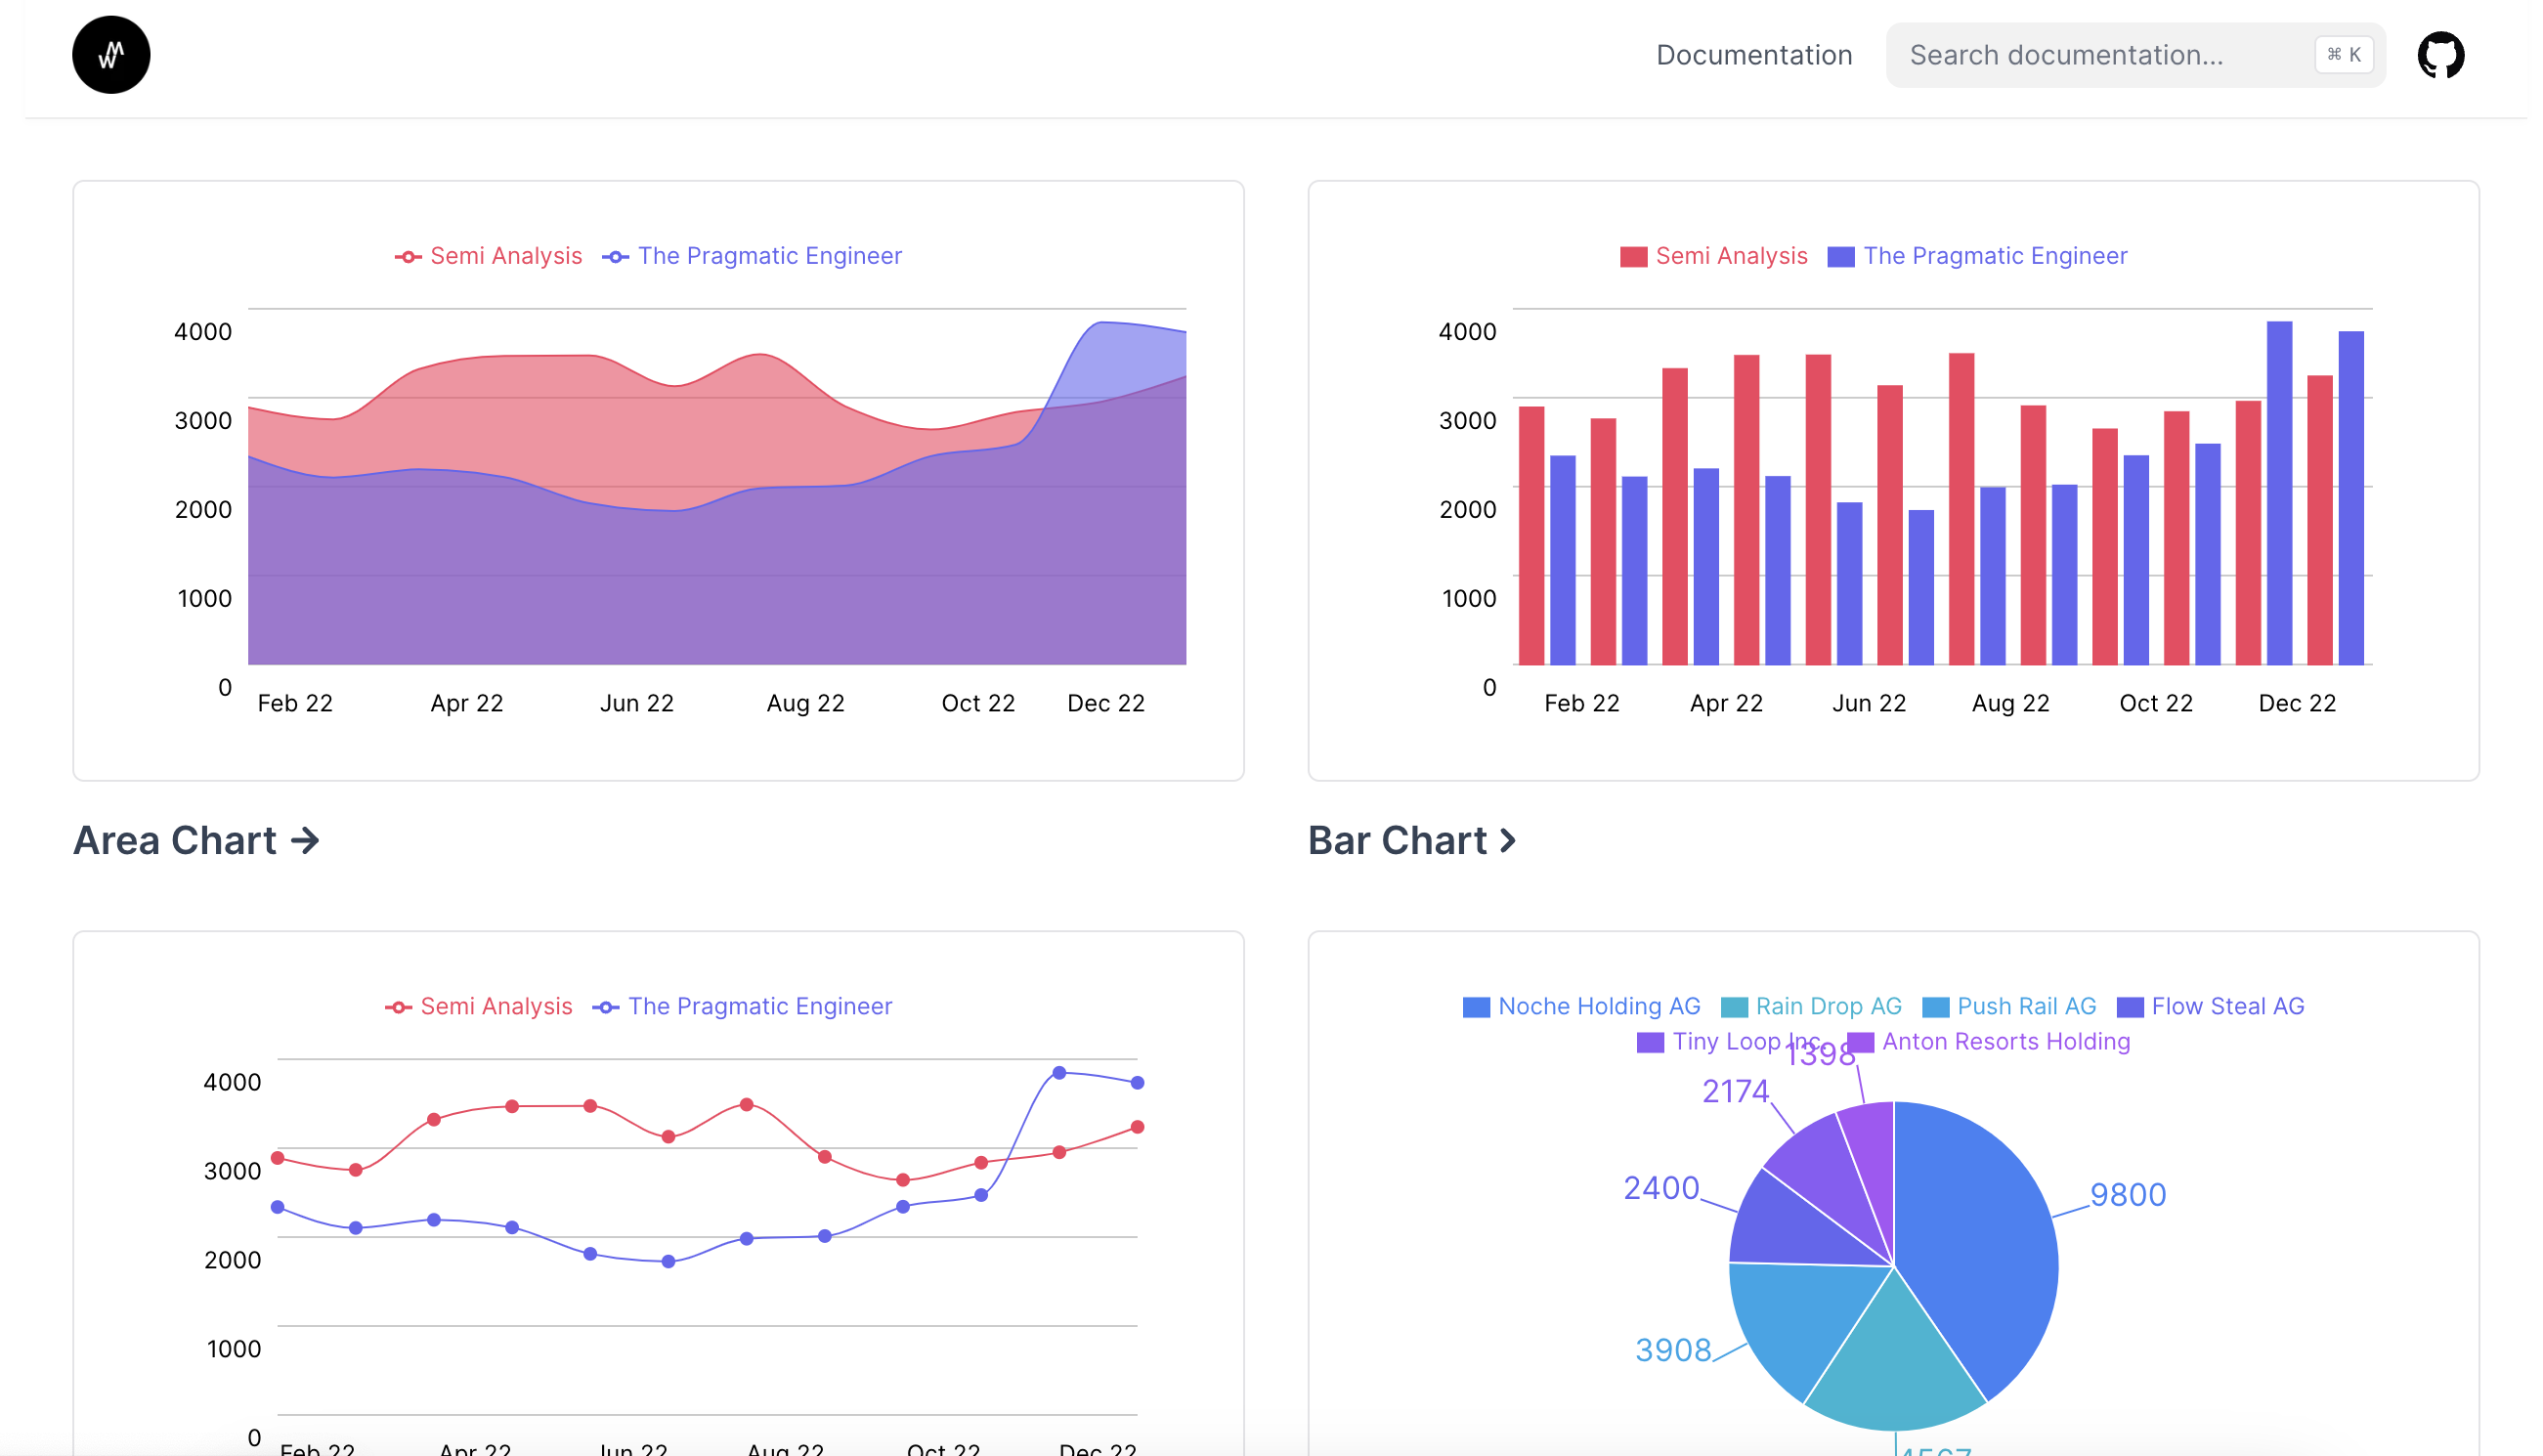 Documentation
Search documentation...
⌘ K
Semi Analysis The Pragmatic Engineer
4000
3000
2000
1000
0
Feb 22 Apr 22 Jun 22 Aug 22 Oct 22 Dec 22
Area Chart →
Semi Analysis The Pragmatic Engineer
4000
3000
2000
1000
0
Feb 22 Apr 22 Jun 22 Aug 22 Oct 22 Dec 22
Bar Chart >
Semi Analysis The Pragmatic Engineer
4000
3000
2000
1000
0
Feb 22 Apr 22 Jun 22 Aug 22 Oct 22 Dec 22
Noche Holding AG Rain Drop AG Push Rail AG Flow Steal AG
Tiny Loop Inc. Anton Resorts Holding
1398
2174
2400
9800
3908
4567